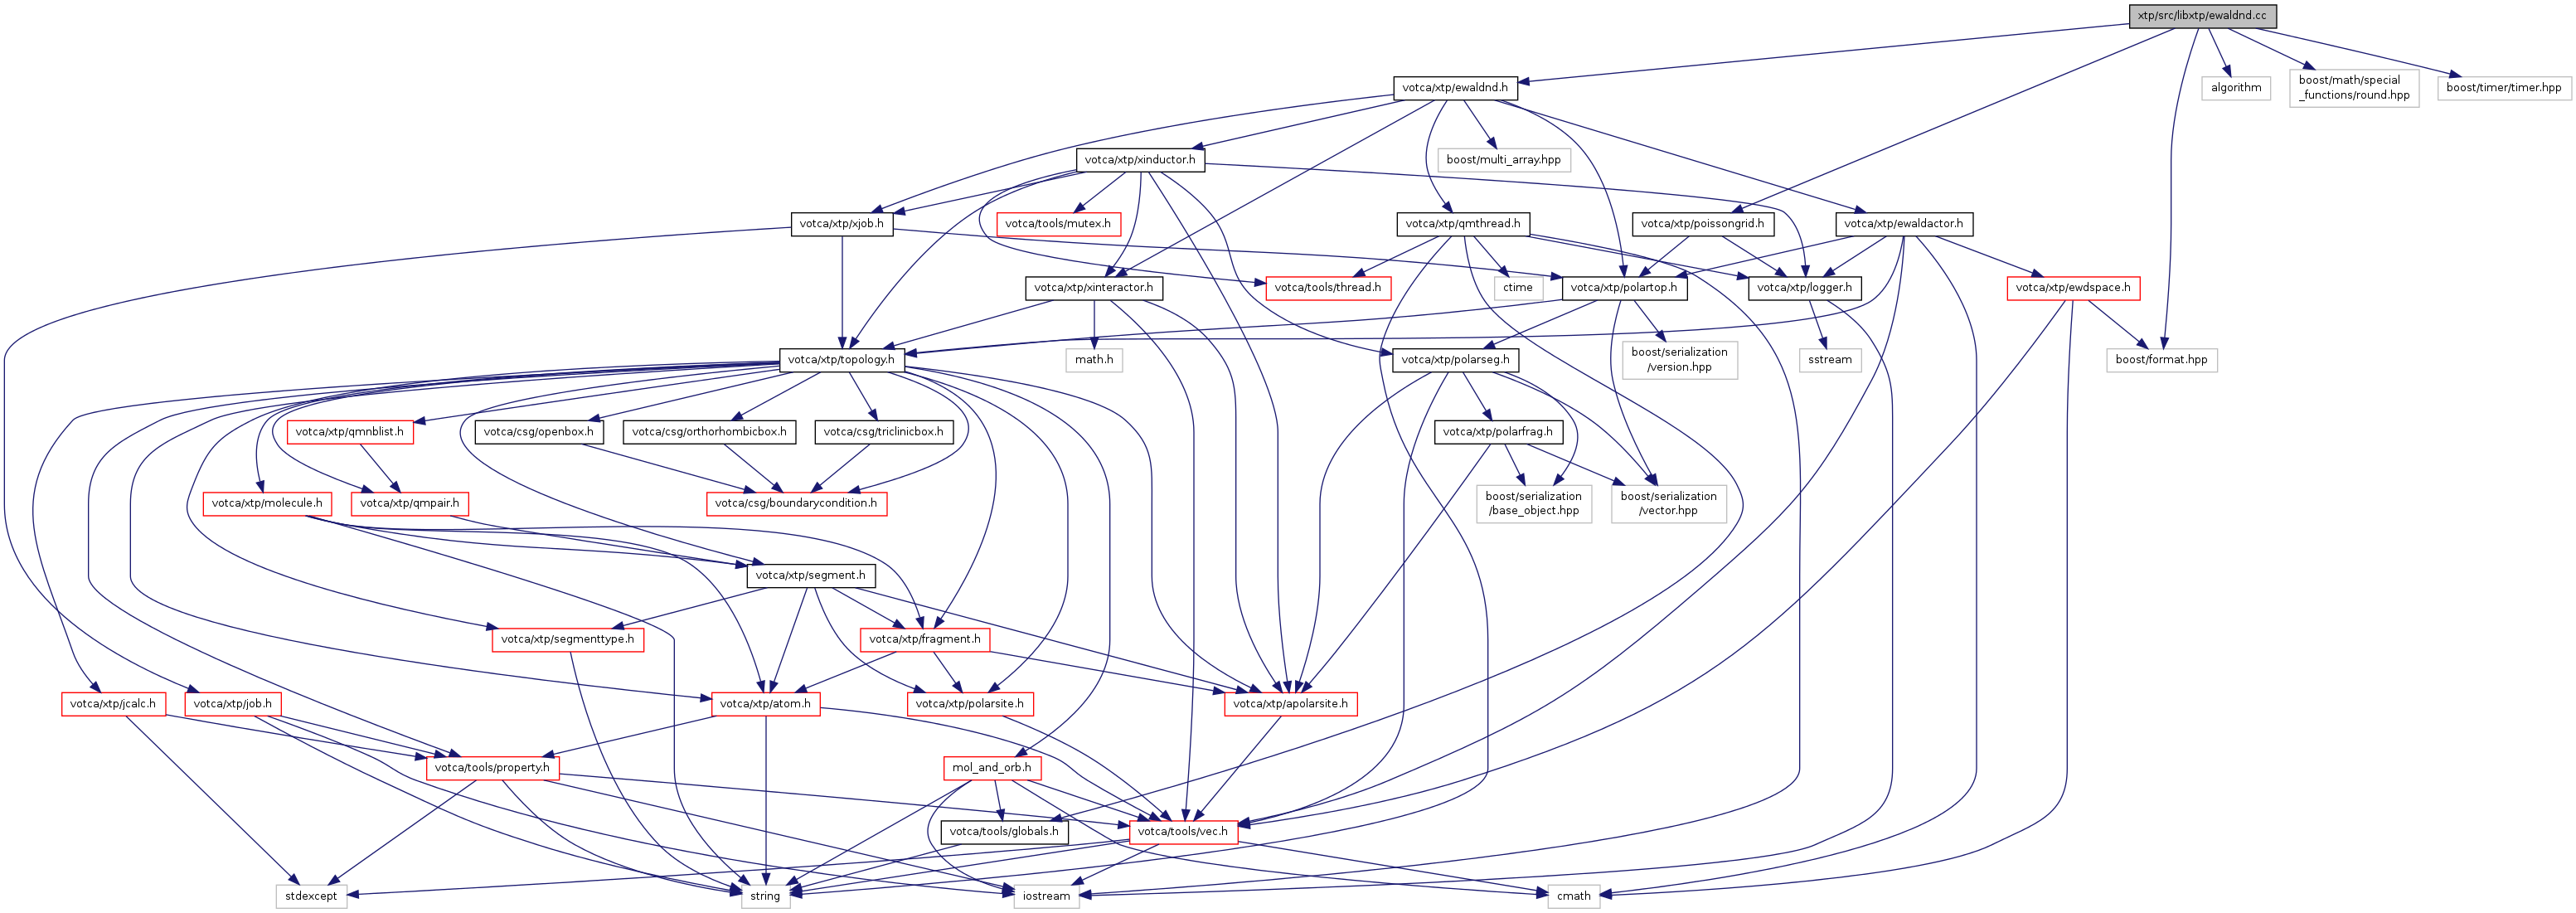 xtp/src/libxtp/ewaldnd.cc
votca/xtp/ewaldnd.h
algorithm
boost/math/special
_functions/round.hpp
boost/timer/timer.hpp
votca/xtp/xinductor.h
boost/multi_array.hpp
votca/xtp/xjob.h
votca/tools/mutex.h
votca/xtp/qmthread.h
votca/xtp/poissongrid.h
votca/xtp/ewaldactor.h
votca/xtp/xinteractor.h
votca/tools/thread.h
ctime
votca/xtp/polartop.h
votca/xtp/logger.h
votca/xtp/ewdspace.h
votca/xtp/topology.h
math.h
votca/xtp/polarseg.h
boost/serialization
/version.hpp
sstream
boost/format.hpp
votca/xtp/qmnblist.h
votca/csg/openbox.h
votca/csg/orthorhombicbox.h
votca/csg/triclinicbox.h
votca/xtp/polarfrag.h
votca/xtp/molecule.h
votca/xtp/qmpair.h
votca/csg/boundarycondition.h
boost/serialization
/base_object.hpp
boost/serialization
/vector.hpp
votca/xtp/segment.h
votca/xtp/segmenttype.h
votca/xtp/fragment.h
votca/xtp/jcalc.h
votca/xtp/job.h
votca/xtp/atom.h
votca/xtp/polarsite.h
votca/xtp/apolarsite.h
votca/tools/property.h
mol_and_orb.h
votca/tools/globals.h
votca/tools/vec.h
stdexcept
string
iostream
cmath